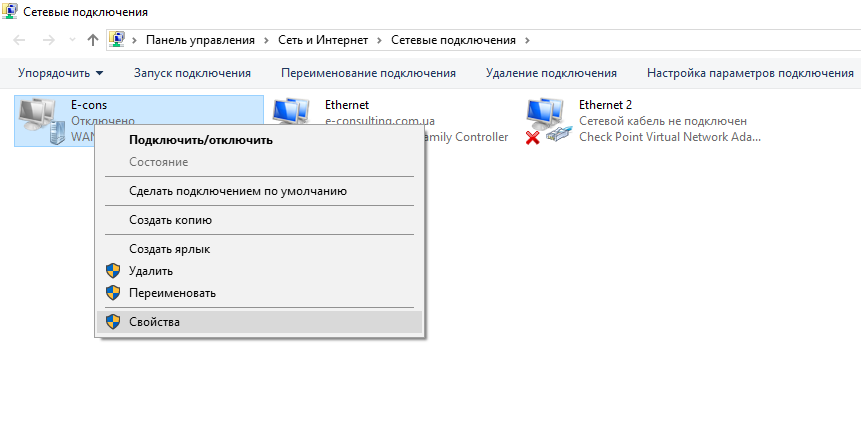 Сетевые подключения
Панель управления > Сеть и Интернет > Сетевые подключения >
Упорядочить Запуск подключения Переименование подключения Удаление подключения Настройка параметров подключения
E-cons
Отключено
WAN
Ethernet
e-consulting.com.ua
amily Controller
Ethernet 2
Сетевой кабель не подключен
Check Point Virtual Network Ada...
Подключить/отключить
Состояние
Сделать подключением по умолчанию
Создать копию
Создать ярлык
Удалить
Переименовать
Свойства